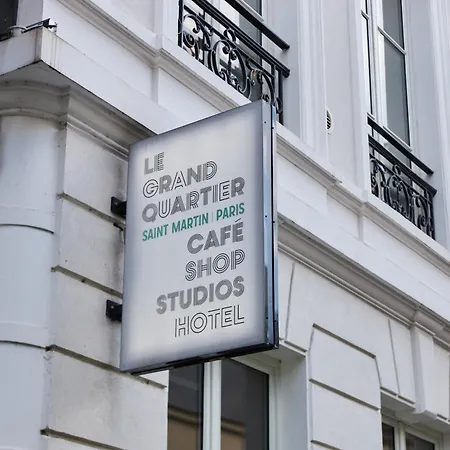 LE
GRAND
QUARTIER
SAINT MARTIN | PARIS
CAFÉ
SHOP
STUDIOS
HOTEL